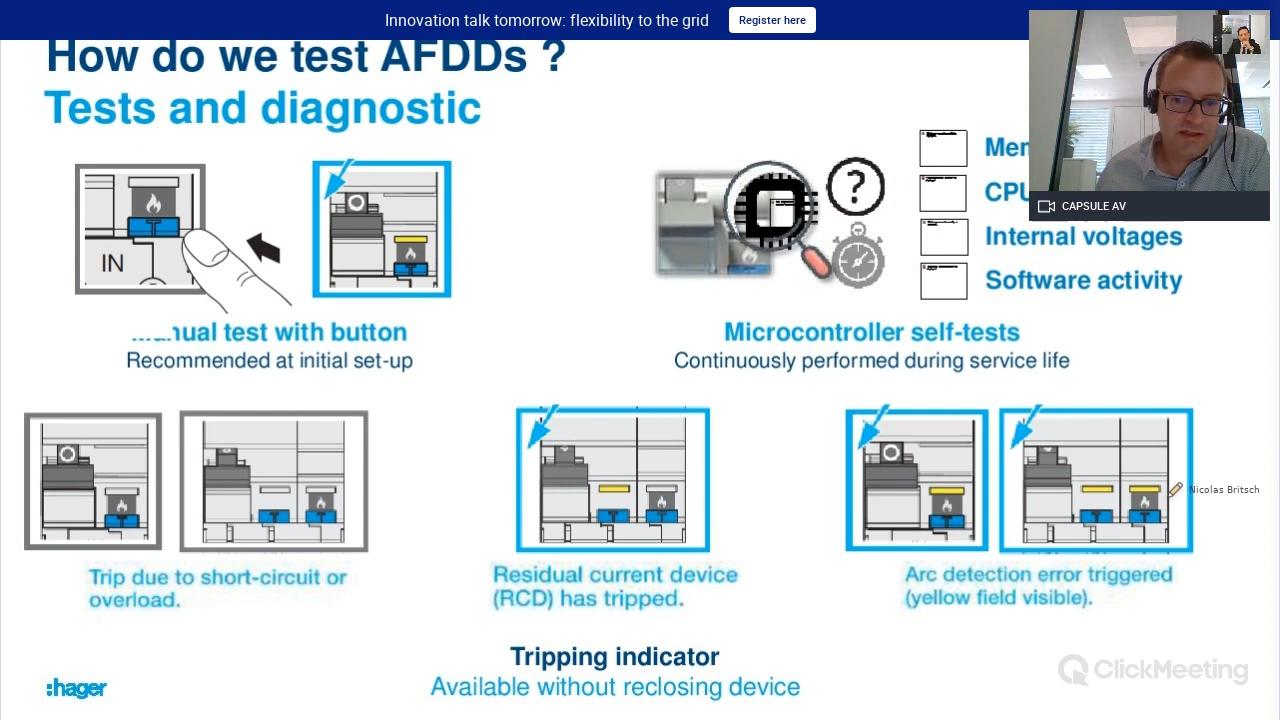 Innovation talk tomorrow: flexibility to the grid
Register here
How do we test AFDDs ?
Tests and diagnostic
CAPSULE AV
Internal voltages
Software activity
IN
?
test with button
Recommended at initial set-up
Microcontroller self-tests
Continuously performed during service life
Nicolas Britsch
Trip due to short-circuit or
overload.
Residual current device
(RCD) has tripped.
Arc detection error triggered
(yellow field visible).
Tripping indicator
Available without reclosing device
:hager
ClickMeeting